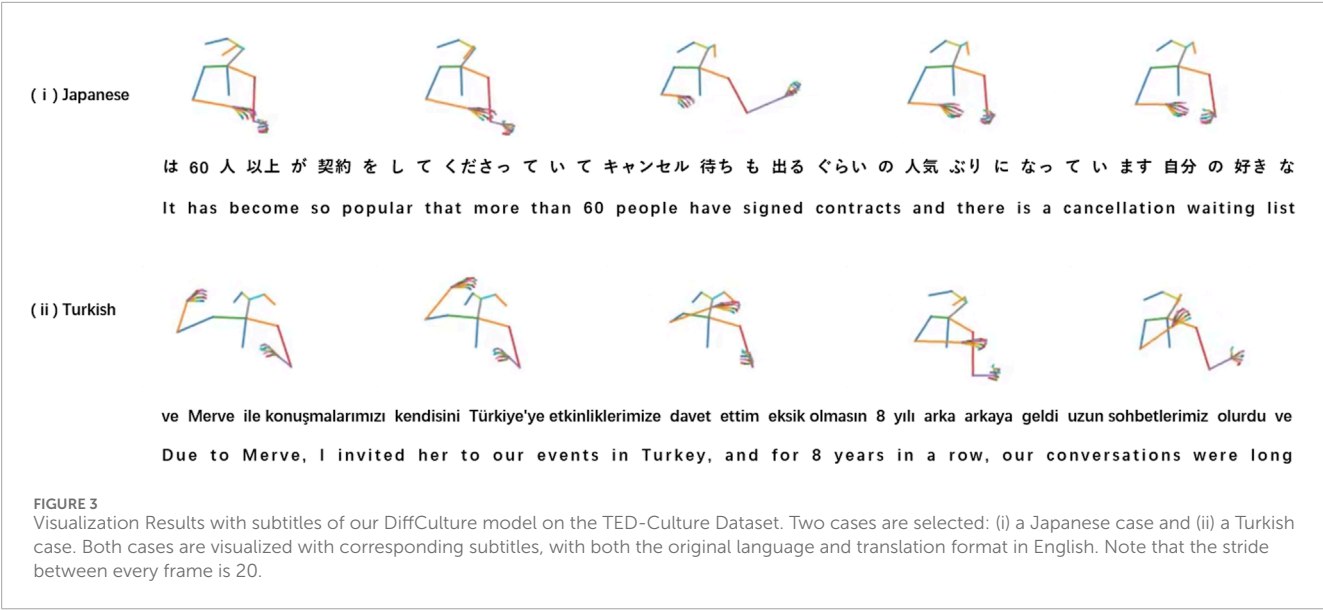 ( i ) Japanese
は 60 人 以上 が 契約 を し て くださっ て い て キャンセル 待ち も 出る ぐらい の 人気 ぶり に なっ て い ます 自分 の 好き な
It has become so popular that more than 60 people have signed contracts and there is a cancellation waiting list
( ii ) Turkish
ve Merve ile konuşmalarımızı kendisini Türkiye'ye etkinliklerimize davet ettim eksik olmasın 8 yılı arka arkaya geldi uzun sohbetlerimiz olurdu ve
Due to Merve, I invited her to our events in Turkey, and for 8 years in a row, our conversations were long
FIGURE 3
Visualization Results with subtitles of our DiffCulture model on the TED-Culture Dataset. Two cases are selected: (i) a Japanese case and (ii) a Turkish
case. Both cases are visualized with corresponding subtitles, with both the original language and translation format in English. Note that the stride
between every frame is 20.